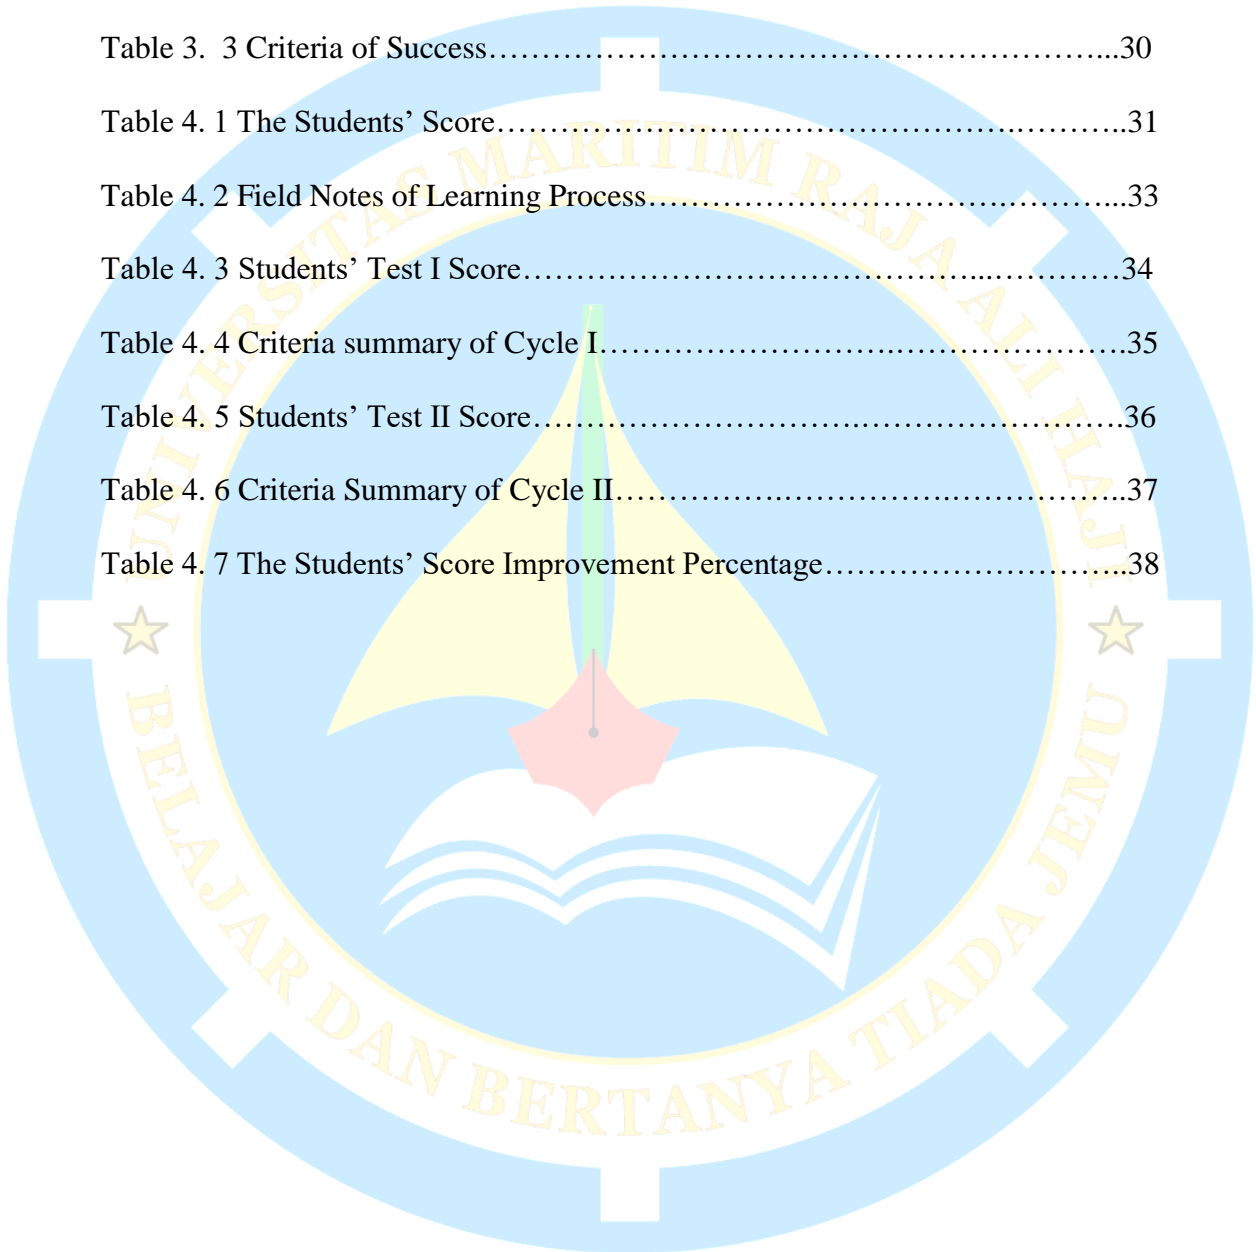 Table 3.  3 Criteria of Success…………………………………………………………...30
Table 4. 1 The Students’ Score……………………………………………….………..31
Table 4. 2 Field Notes of Learning Process……………………………….………...33
Table 4. 3 Students’ Test I Score………………………………………...…………34
Table 4. 4 Criteria summary of Cycle I………………………….…………………….35
Table 4. 5 Students’ Test II Score…………………………….……………………….36
Table 4. 6 Criteria Summary of Cycle II…………….……………….……………..37
Table 4. 7 The Students’ Score Improvement Percentage………………………….38
UNIVERSITAS MARITIM RAJA ALI HAJI
BELAJAR DAN BERTANYA TIADA JEMU